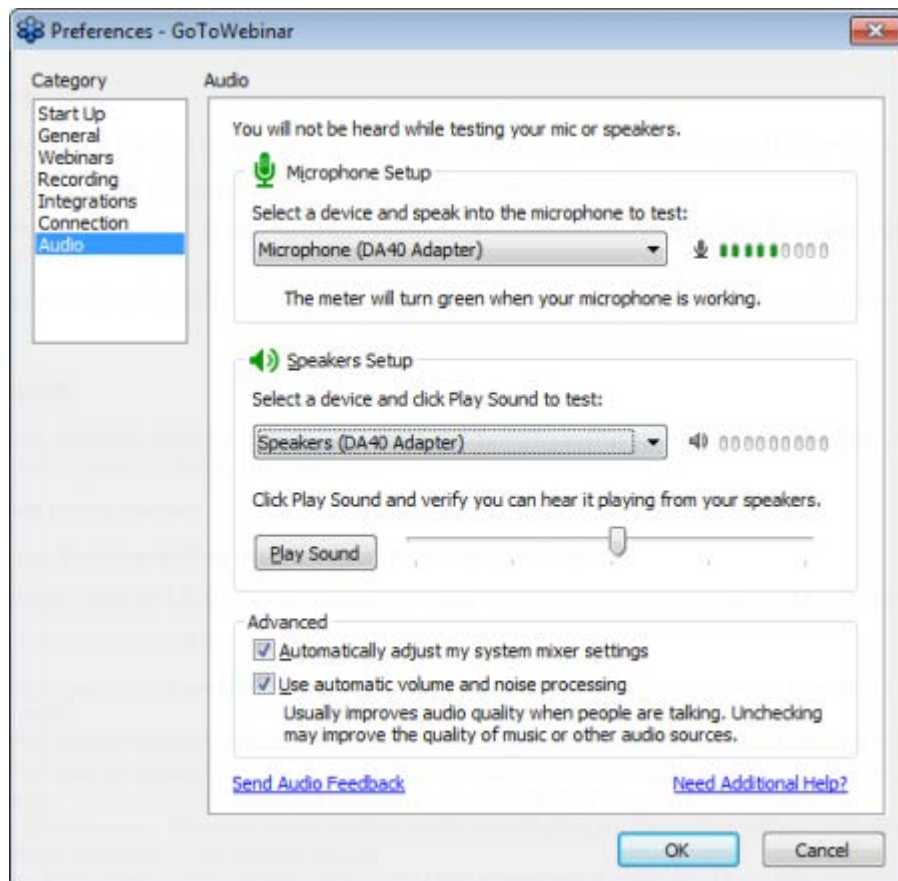 Preferences - GoToWebinar
Category
Audio
Start Up
General
Webinars
Recording
Integrations
Connection
Audio
You will not be heard while testing your mic or speakers.
Microphone Setup
Select a device and speak into the microphone to test:
Microphone (DA40 Adapter)
The meter will turn green when your microphone is working.
Speakers Setup
Select a device and click Play Sound to test:
Speakers (DA40 Adapter)
Click Play Sound and verify you can hear it playing from your speakers.
Play Sound
Advanced
Automatically adjust my system mixer settings
Use automatic volume and noise processing
Usually improves audio quality when people are talking. Unchecking
may improve the quality of music or other audio sources.
Send Audio Feedback
Need Additional Help?
OK
Cancel